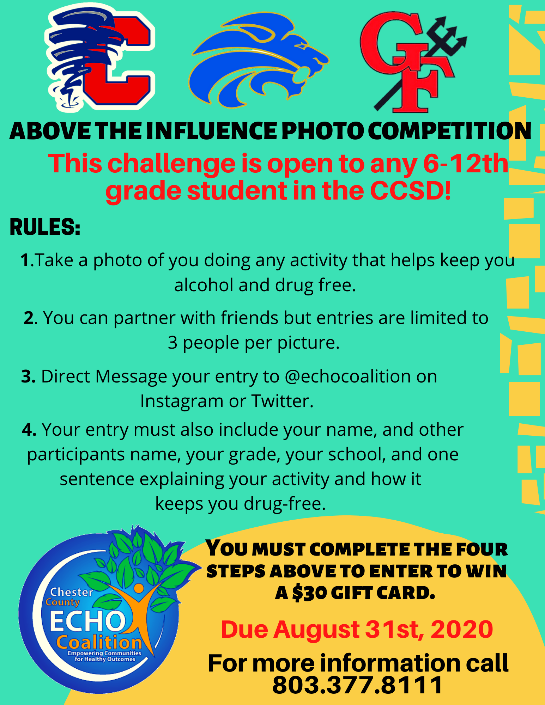 C
GF
ABOVE THE INFLUENCE PHOTO COMPETITION
This challenge is open to any 6-12th
grade student in the CCSD!
RULES:
1.Take a photo of you doing any activity that helps keep you
alcohol and drug free.
2. You can partner with friends but entries are limited to
3 people per picture.
3. Direct Message your entry to @echocoalition on
Instagram or Twitter.
4. Your entry must also include your name, and other
participants name, your grade, your school, and one
sentence explaining your activity and how it
keeps you drug-free.
Chester
County
ECHO
Coalition
Empowering Communities
for Healthy Outcomes
You must complete the four
steps above to enter to win
a $30 gift card.
Due August 31st, 2020
For more information call
803.377.8111